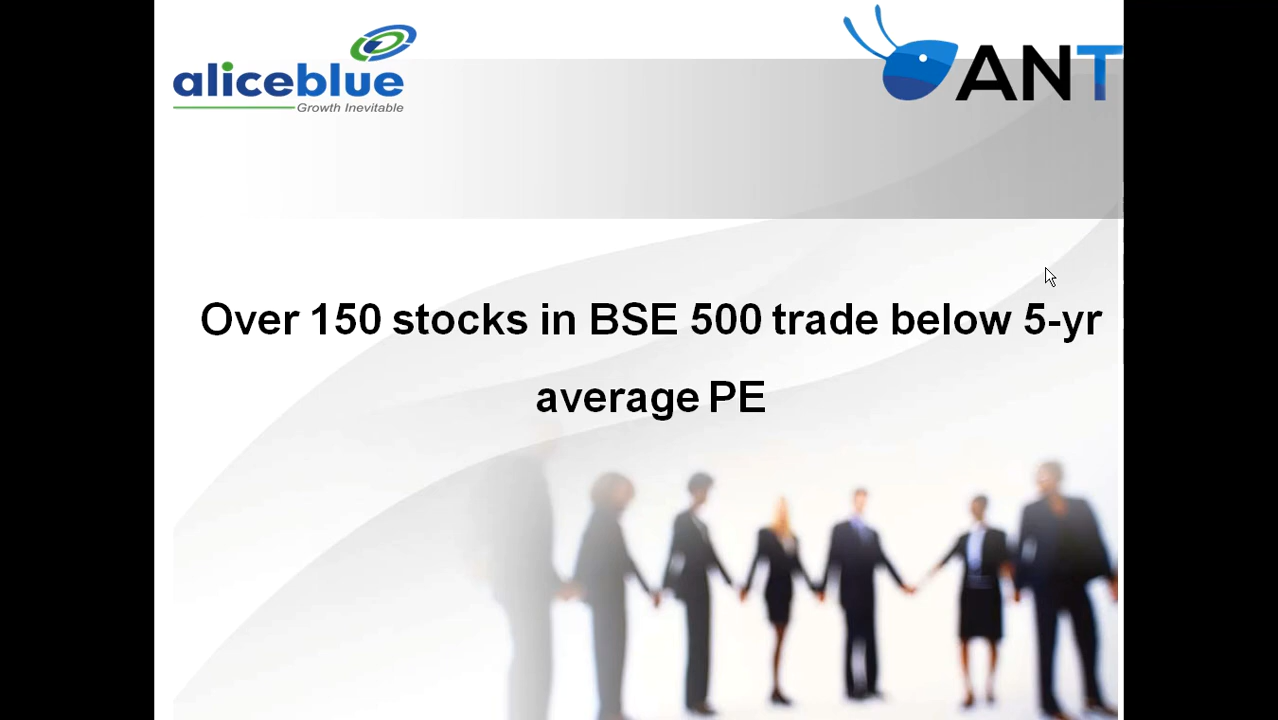 aliceblue
Growth Inevitable
ANT
Over 150 stocks in BSE 500 trade below 5-yr
average PE